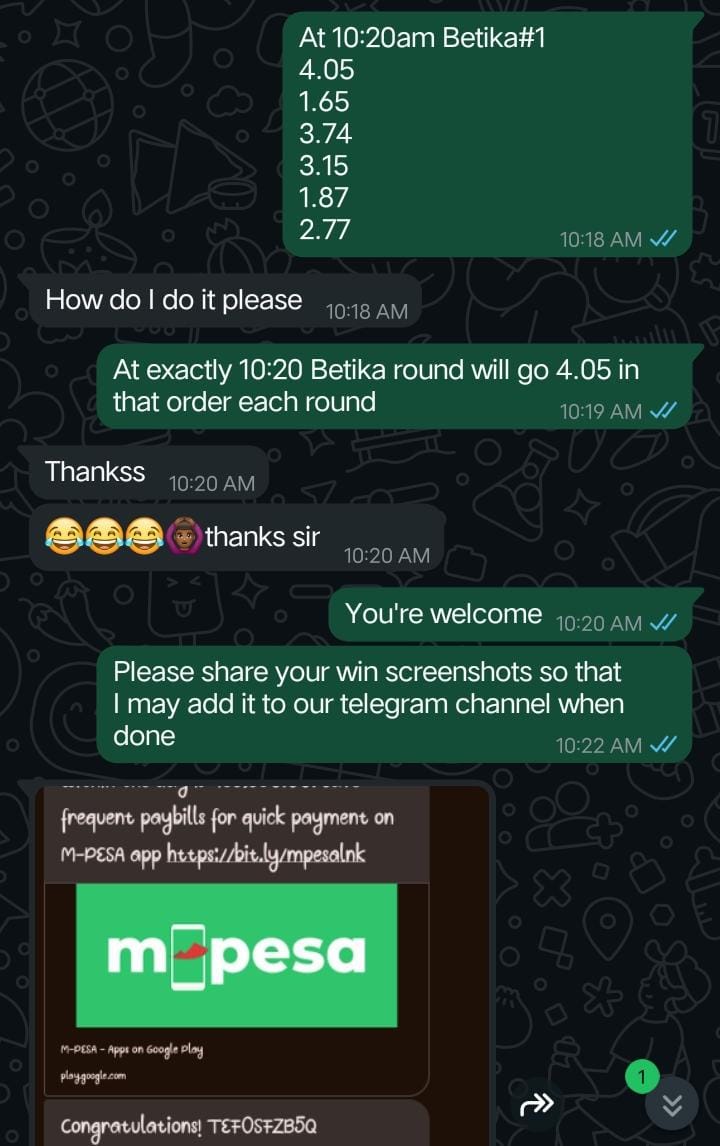 At 10:20am Betika#1
4.05
1.65
3.74
3.15
1.87
2.77
10:18 AM
How do I do it please
10:18 AM
At exactly 10:20 Betika round will go 4.05 in
that order each round
10:19 AM
Thankss
10:20 AM
😂😂😂🙆🏾‍♀️thanks sir
10:20 AM
You're welcome
10:20 AM
Please share your win screenshots so that
I may add it to our telegram channel when
done
10:22 AM
frequent paybills for quick payment on
M-PESA app https://bit.ly/mpesalnk
m-pesa
M-PESA - Apps on Google Play
play.google.com
1
Congratulations! TEF0SFZB5Q